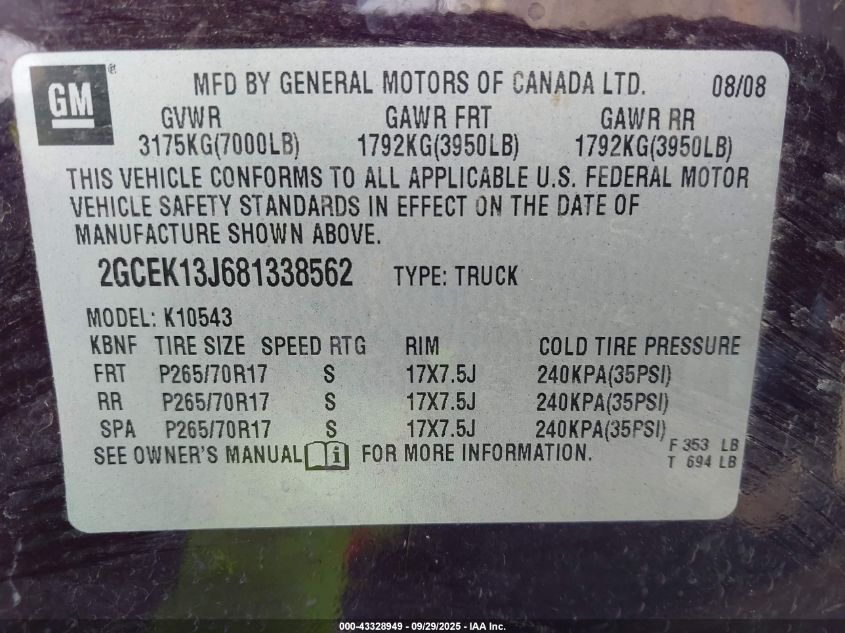 GM® MFD BY GENERAL MOTORS OF CANADA LTD. 08/08
GVWR GAWR FRT GAWR RR
3175KG(7000LB) 1792KG(3950LB) 1792KG(3950LB)
THIS VEHICLE CONFORMS TO ALL APPLICABLE U.S. FEDERAL MOTOR
VEHICLE SAFETY STANDARDS IN EFFECT ON THE DATE OF
MANUFACTURE SHOWN ABOVE.
2GCEK13J681338562 TYPE: TRUCK
MODEL: K10543
KBNF TIRE SIZE SPEED RTG RIM COLD TIRE PRESSURE
FRT P265/70R17 S 17X7.5J 240KPA(35PSI)
RR P265/70R17 S 17X7.5J 240KPA(35PSI)
SPA P265/70R17 S 17X7.5J 240KPA(35PSI)
SEE OWNER'S MANUAL i FOR MORE INFORMATION.
F 353 LB
T 694 LB
000-43328949 - 09/29/2025 - IAA Inc.